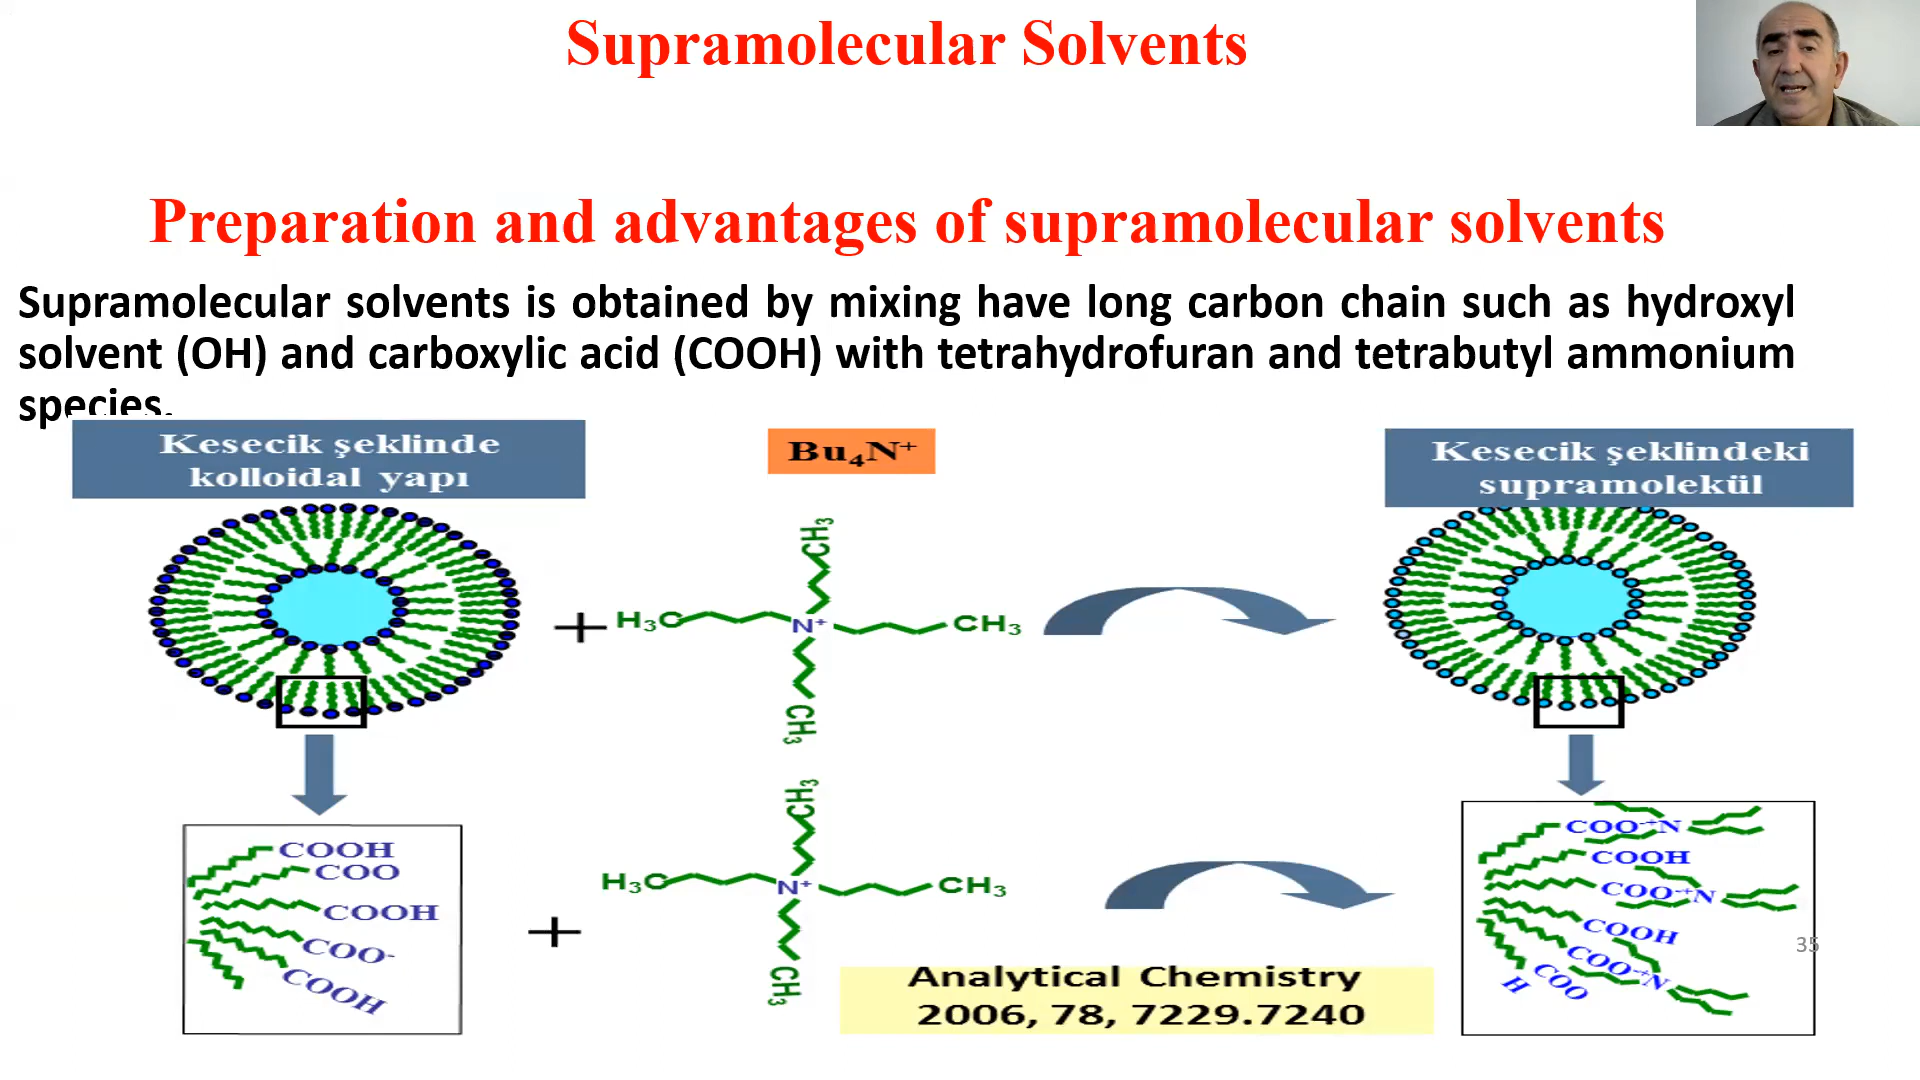 Supramolecular Solvents
Preparation and advantages of supramolecular solvents
Supramolecular solvents is obtained by mixing have long carbon chain such as hydroxyl
solvent (OH) and carboxylic acid (COOH) with tetrahydrofuran and tetrabutyl ammonium
species.
Kesecik şeklinde
kolloidal yapı
Bu₄N⁺
Kesecik şeklindeki
supramolekül
CH₃
H₃C
N⁺
CH₃
CH₃
+
COOH
COO
COOH
COO⁻
COOH
+
CH₃
H₃C
N⁺
CH₃
CH₃
COO⁻⁺N
COOH
COO⁻⁺N
COOH
COO⁻⁺N
COO
H
35
Analytical Chemistry
2006, 78, 7229.7240